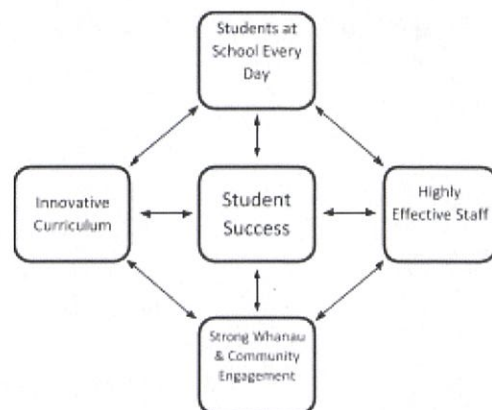 Students at
School Every
Day
Innovative
Curriculum
Student
Success
Highly
Effective Staff
Strong Whanau
& Community
Engagement